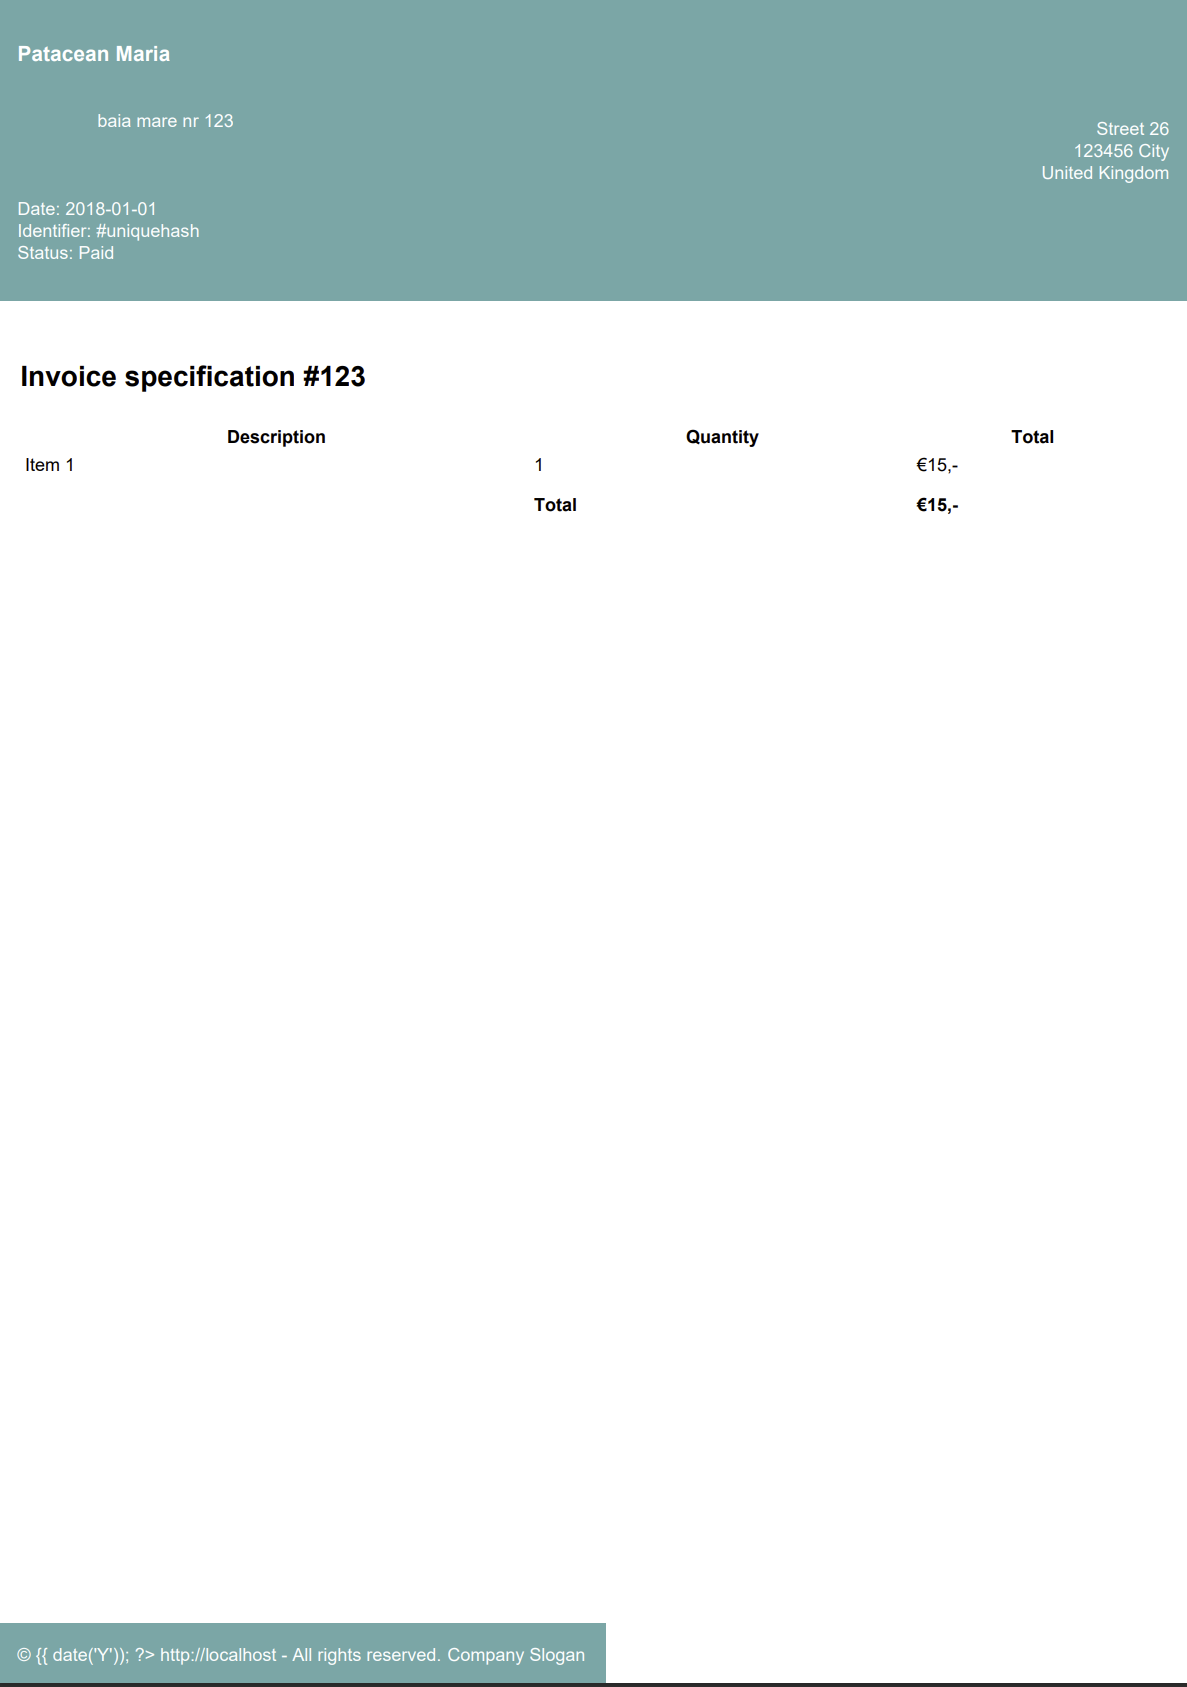 Patacean Maria
baia mare nr 123
Street 26
123456 City
United Kingdom
Date: 2018-01-01
Identifier: #uniquehash
Status: Paid
Invoice specification #123
Description Quantity Total
Item 1 1 €15,-
Total €15,-
© {{ date('Y')); ?> http://localhost - All rights reserved. Company Slogan